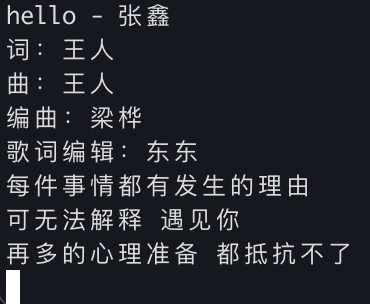 hello - 张鑫
词：王人
曲：王人
编曲：梁桦
歌词编辑：东东
每件事情都有发生的理由
可无法解释 遇见你
再多的心理准备 都抵抗不了